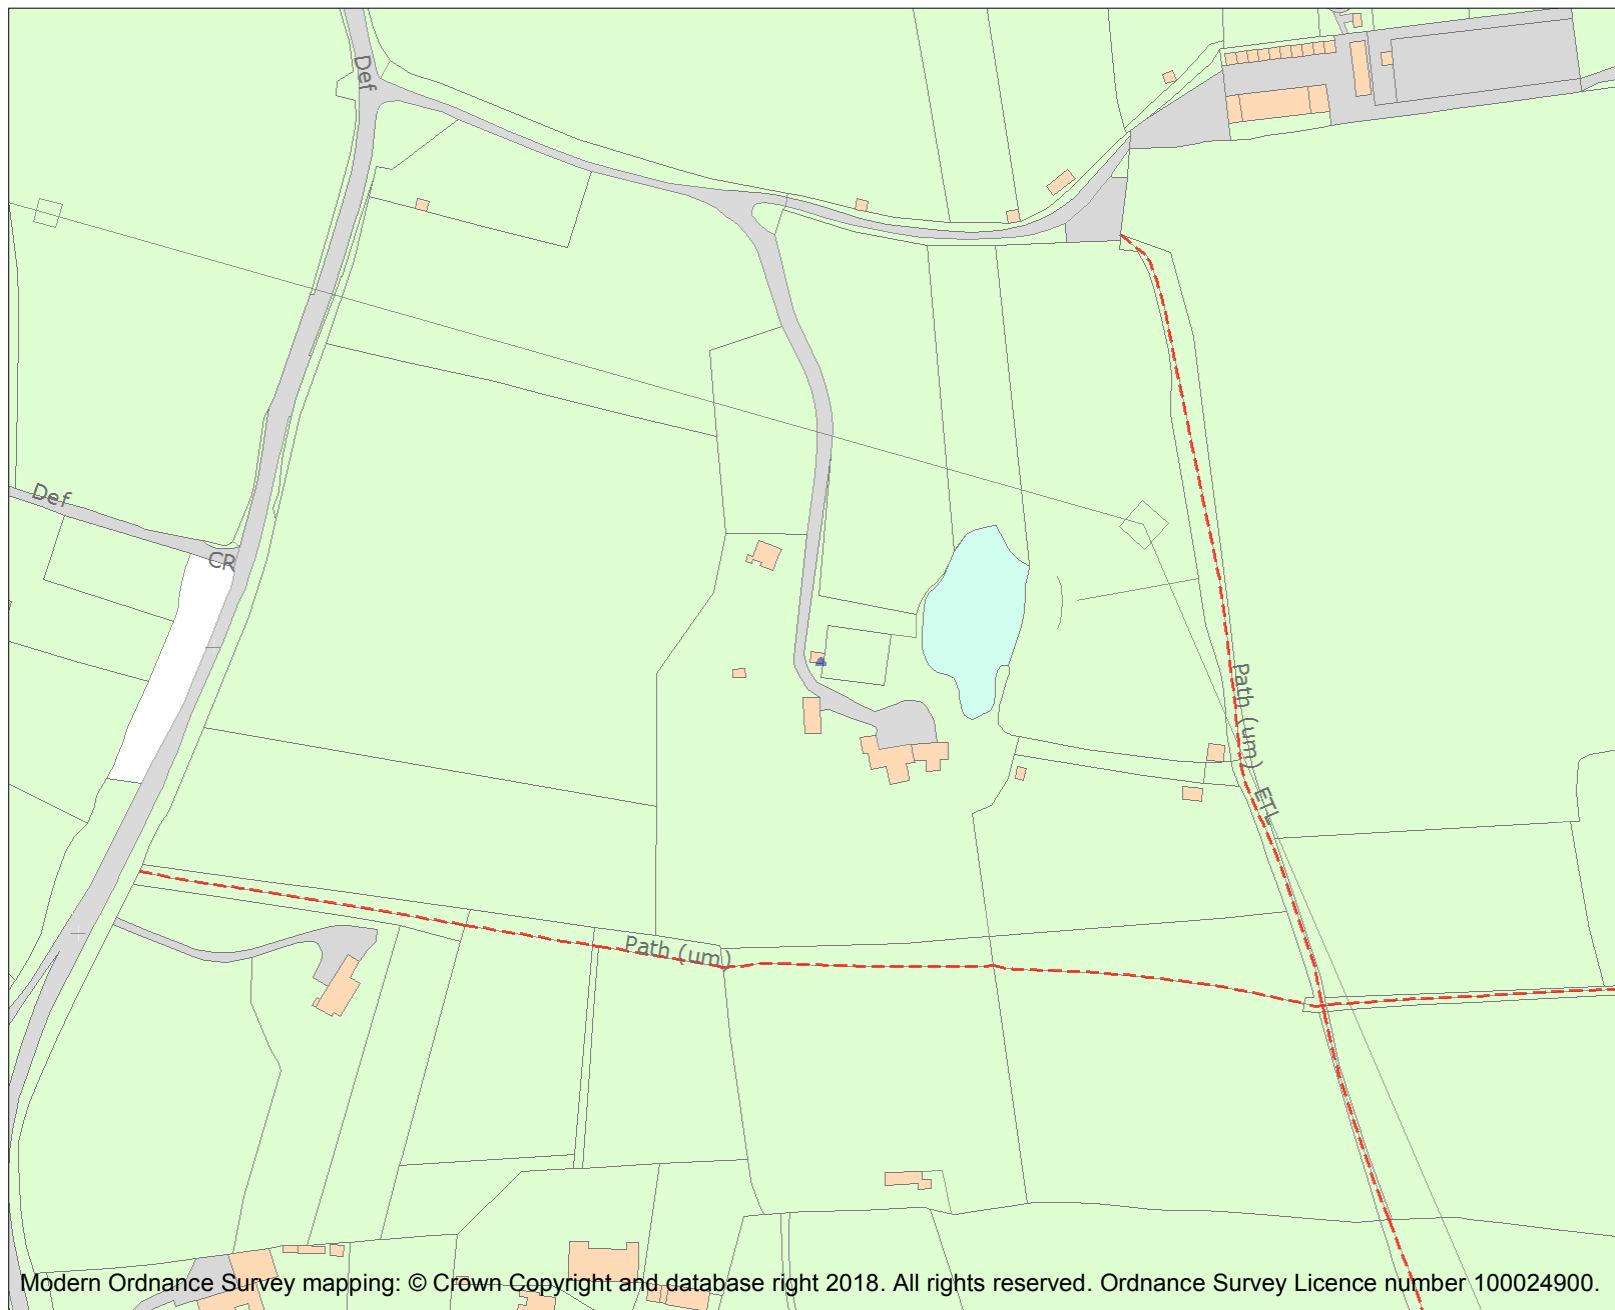 Def
Def
CR
Path (um)
ETL
Path (um)
Modern Ordnance Survey mapping: © Crown Copyright and database right 2018. All rights reserved. Ordnance Survey Licence number 100024900.